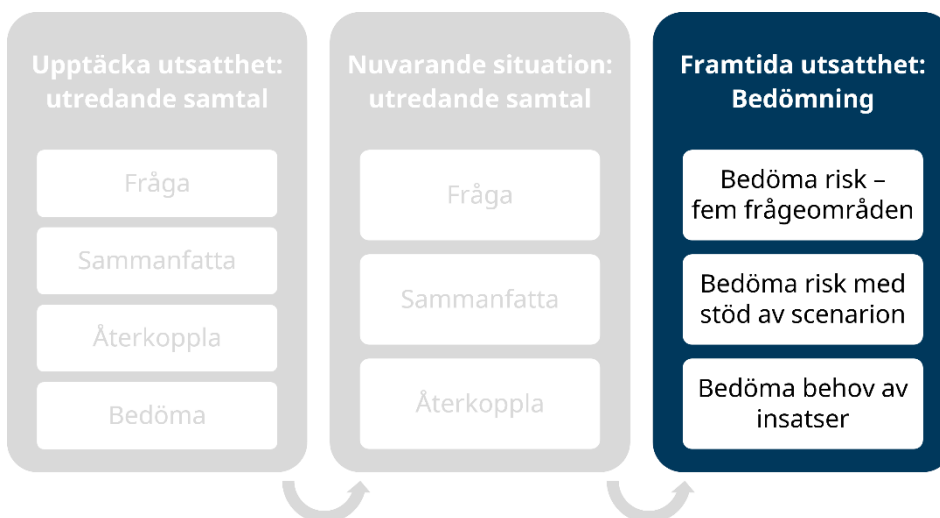 Upptäcka utsatthet:
utredande samtal
Fråga
Sammanfatta
Återkoppla
Bedöma
Nuvarande situation:
utredande samtal
Fråga
Sammanfatta
Återkoppla
Framtida utsatthet:
Bedömning
Bedöma risk –
fem frågeområden
Bedöma risk med
stöd av scenarion
Bedöma behov av
insatser